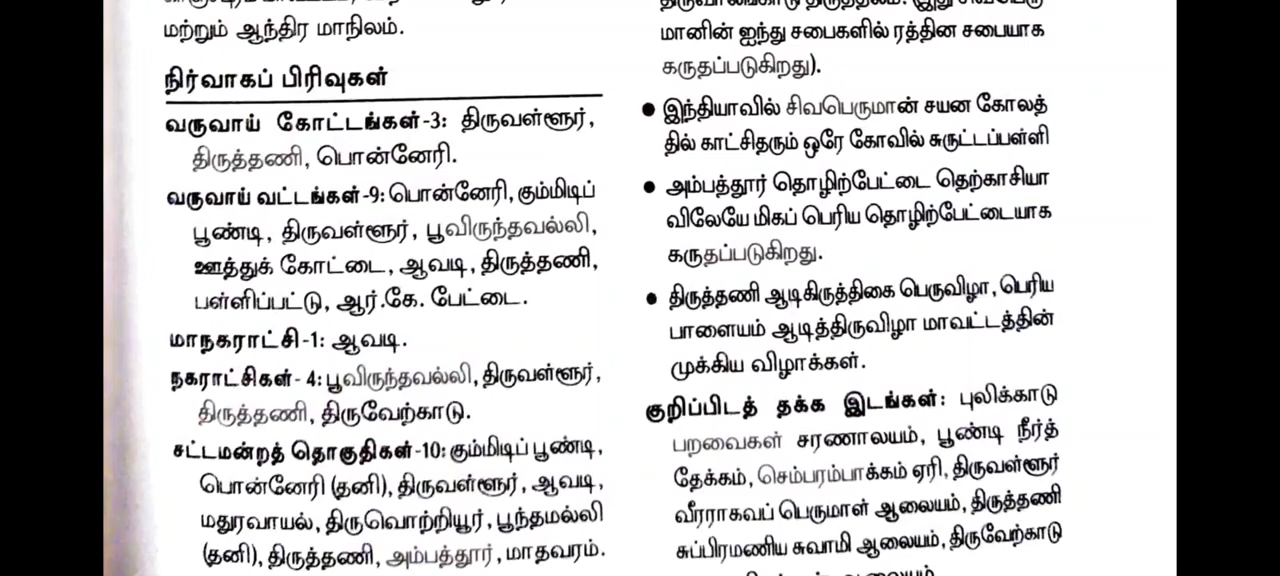 மற்றும் ஆந்திர மாநிலம்.
நிர்வாகப் பிரிவுகள்
வருவாய் கோட்டங்கள்-3: திருவள்ளூர்,
திருத்தணி, பொன்னேரி.
வருவாய் வட்டங்கள்-9: பொன்னேரி, கும்மிடிப்
பூண்டி, திருவள்ளூர், பூவிருந்தவல்லி,
ஊத்துக் கோட்டை, ஆவடி, திருத்தணி,
பள்ளிப்பட்டு, ஆர்.கே. பேட்டை.
மாநகராட்சி-1: ஆவடி.
நகராட்சிகள்- 4: பூவிருந்தவல்லி, திருவள்ளூர்,
திருத்தணி, திருவேற்காடு.
சட்டமன்றத் தொகுதிகள்-10: கும்மிடிப் பூண்டி,
பொன்னேரி (தனி), திருவள்ளூர், ஆவடி,
மதுரவாயல், திருவொற்றியூர், பூந்தமல்லி
(தனி), திருத்தணி, அம்பத்தூர், மாதவரம்.
மானின் ஐந்து சபைகளில் ரத்தின சபையாக
கருதப்படுகிறது).
● இந்தியாவில் சிவபெருமான் சயன கோலத்
தில் காட்சிதரும் ஒரே கோவில் சுருட்டப்பள்ளி
● அம்பத்தூர் தொழிற்பேட்டை தெற்காசியா
விலேயே மிகப் பெரிய தொழிற்பேட்டையாக
கருதப்படுகிறது.
● திருத்தணி ஆடிகிருத்திகை பெருவிழா, பெரிய
பாளையம் ஆடித்திருவிழா மாவட்டத்தின்
முக்கிய விழாக்கள்.
குறிப்பிடத் தக்க இடங்கள்: புலிக்காடு
பறவைகள் சரணாலயம், பூண்டி நீர்த்
தேக்கம், செம்பரம்பாக்கம் ஏரி, திருவள்ளூர்
வீரராகவப் பெருமாள் ஆலையம், திருத்தணி
சுப்பிரமணிய சுவாமி ஆலையம், திருவேற்காடு